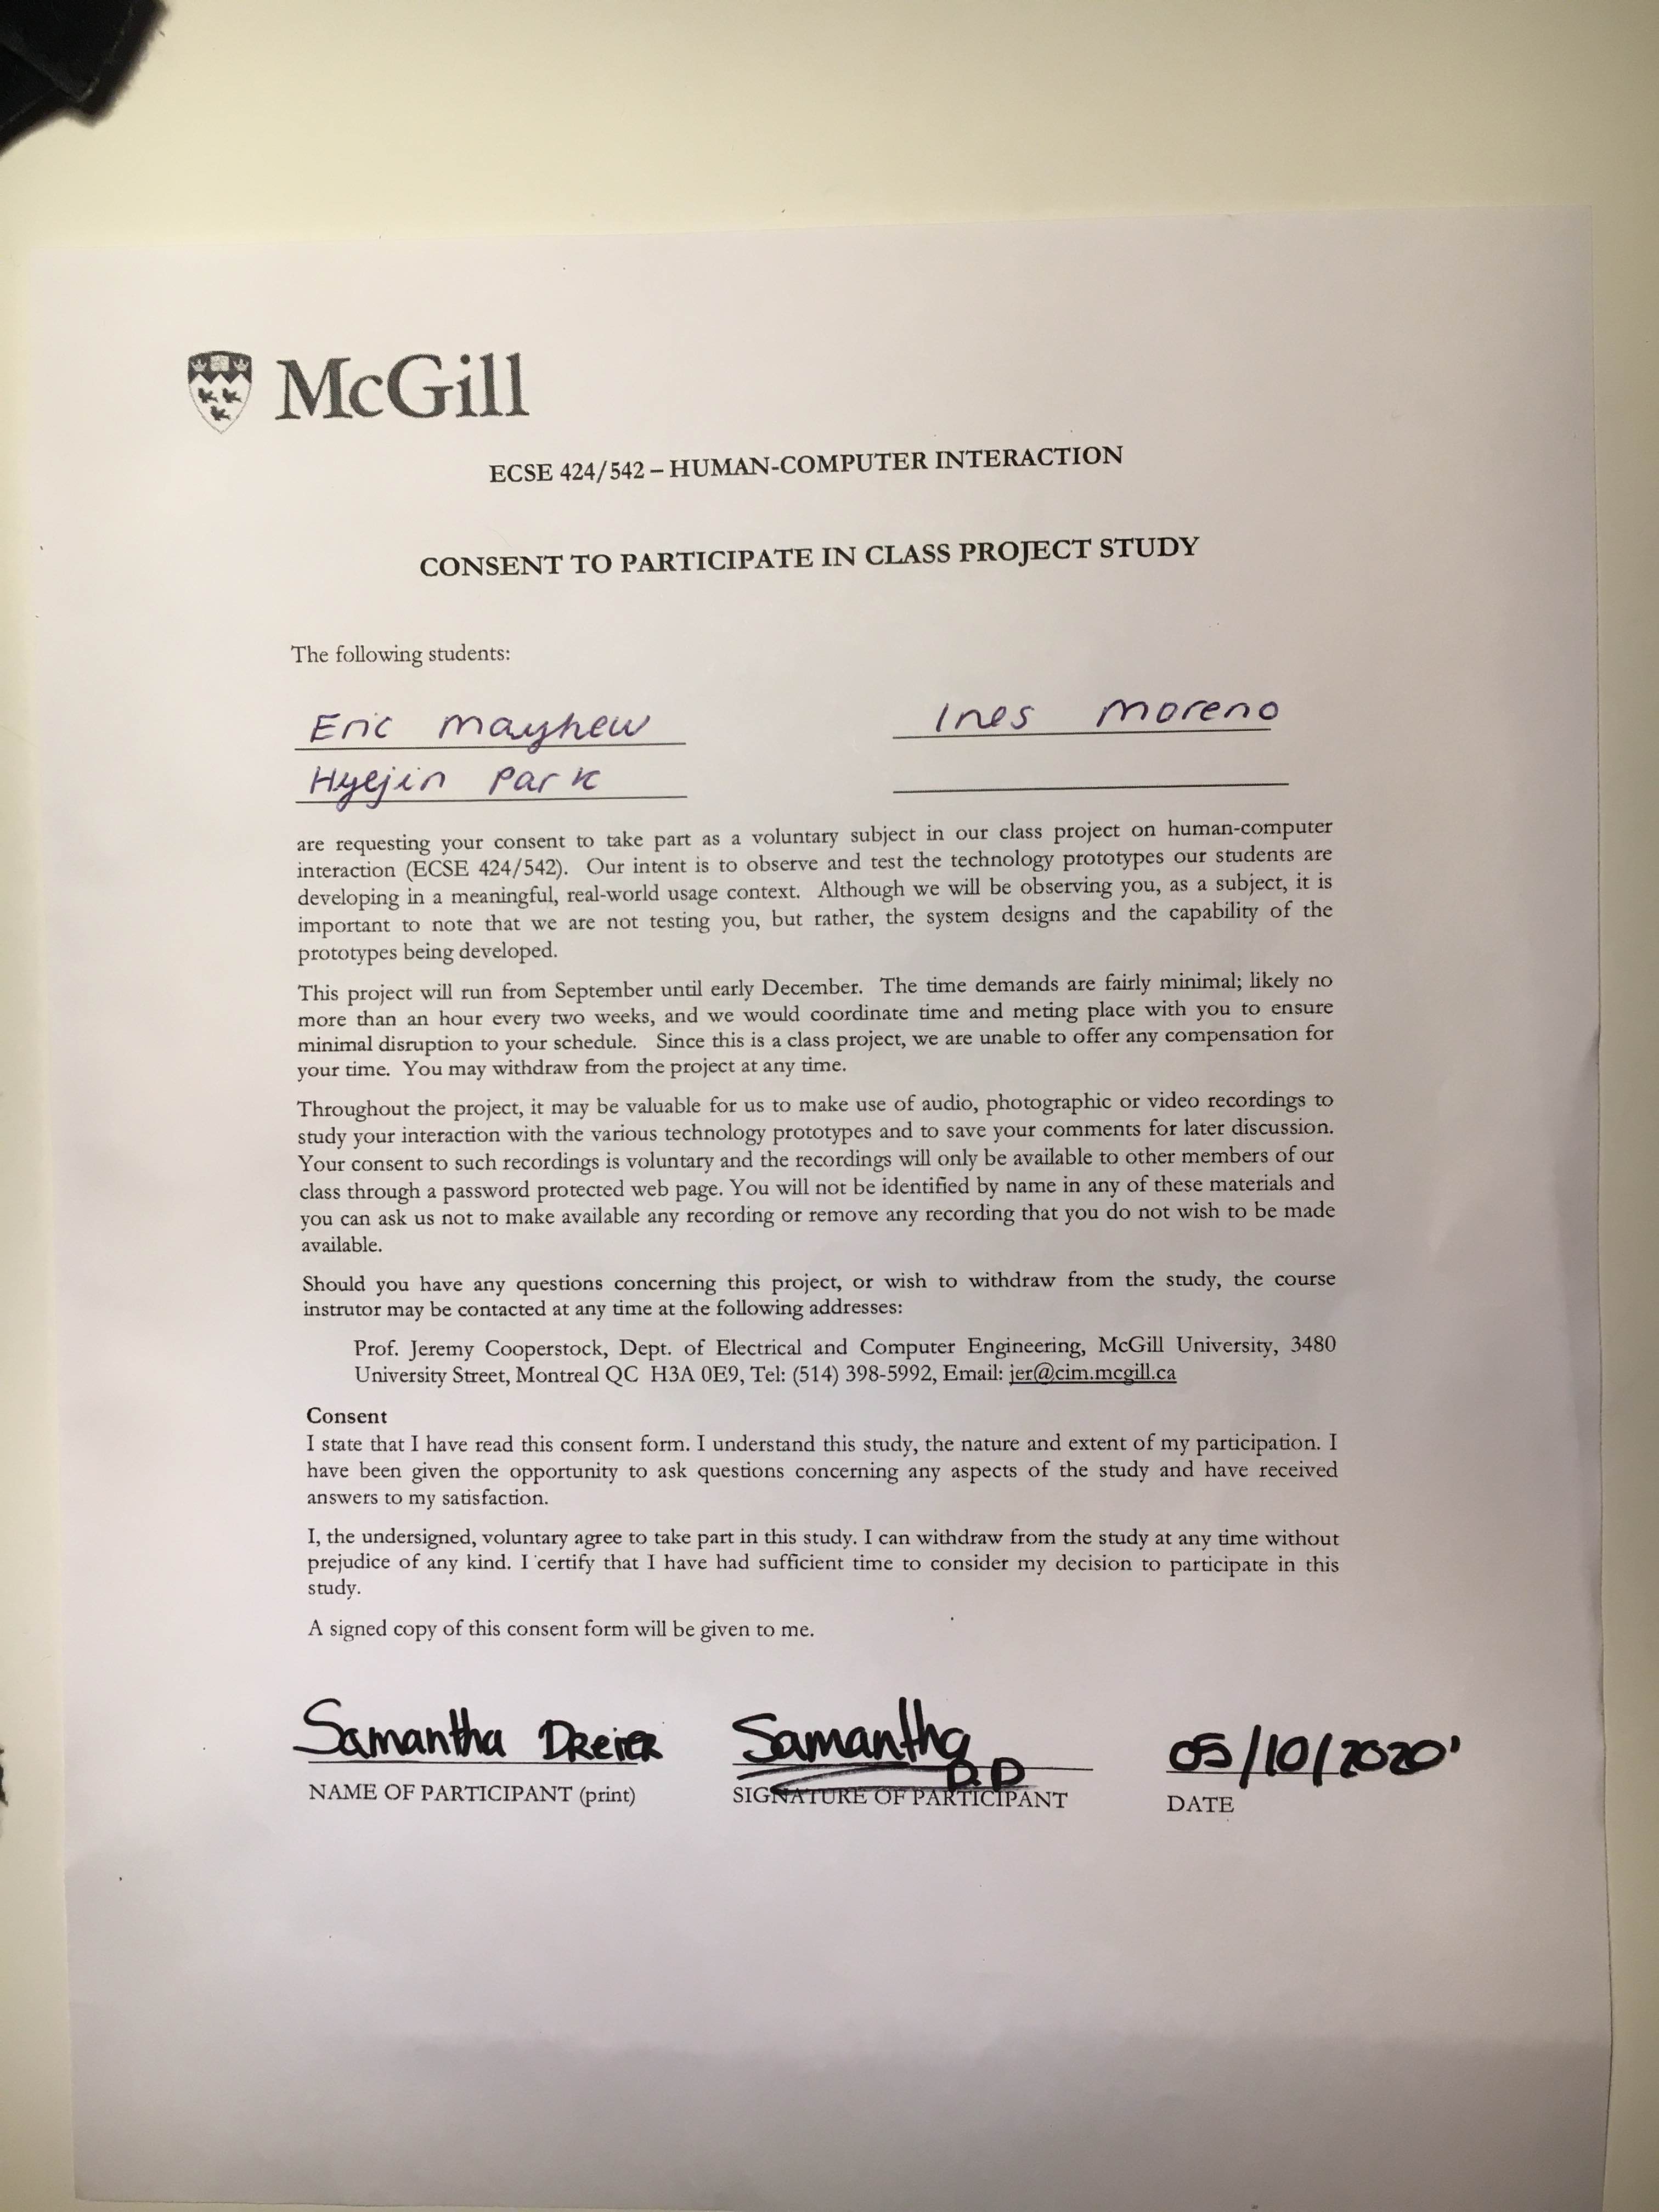 McGill
ECSE 424/542 – HUMAN-COMPUTER INTERACTION
CONSENT TO PARTICIPATE IN CLASS PROJECT STUDY
The following students:
Eric Mayhew
Ines Moreno
Hyejin Park
are requesting your consent to take part as a voluntary subject in our class project on human-computer
interaction (ECSE 424/542). Our intent is to observe and test the technology prototypes our students are
developing in a meaningful, real-world usage context. Although we will be observing you, as a subject, it is
important to note that we are not testing you, but rather, the system designs and the capability of the
prototypes being developed.
This project will run from September until early December. The time demands are fairly minimal; likely no
more than an hour every two weeks, and we would coordinate time and meting place with you to ensure
minimal disruption to your schedule. Since this is a class project, we are unable to offer any compensation for
your time. You may withdraw from the project at any time.
Throughout the project, it may be valuable for us to make use of audio, photographic or video recordings to
study your interaction with the various technology prototypes and to save your comments for later discussion.
Your consent to such recordings is voluntary and the recordings will only be available to other members of our
class through a password protected web page. You will not be identified by name in any of these materials and
you can ask us not to make available any recording or remove any recording that you do not wish to be made
available.
Should you have any questions concerning this project, or wish to withdraw from the study, the course
instrutor may be contacted at any time at the following addresses:
Prof. Jeremy Cooperstock, Dept. of Electrical and Computer Engineering, McGill University, 3480
University Street, Montreal QC H3A 0E9, Tel: (514) 398-5992, Email: jer@cim.mcgill.ca
Consent
I state that I have read this consent form. I understand this study, the nature and extent of my participation. I
have been given the opportunity to ask questions concerning any aspects of the study and have received
answers to my satisfaction.
I, the undersigned, voluntary agree to take part in this study. I can withdraw from the study at any time without
prejudice of any kind. I certify that I have had sufficient time to consider my decision to participate in this
study.
A signed copy of this consent form will be given to me.
Samantha Dreier
Samantha
D.D
05/10/2020
NAME OF PARTICIPANT (print)
SIGNATURE OF PARTICIPANT
DATE